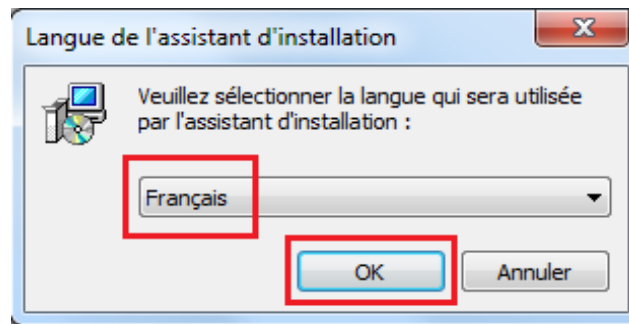 Langue de l'assistant d'installation
Veuillez sélectionner la langue qui sera utilisée
par l'assistant d'installation :
Français
OK
Annuler